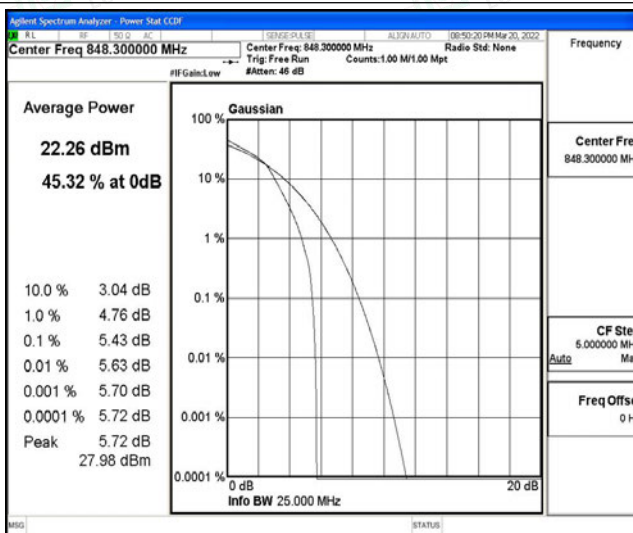 Agilent Spectrum Analyzer - Power Stat CCDF
RL RF 50 Ω AC SENSE:PULSE ALIGN AUTO 08:50:20 PM Mar 20, 2022
Center Freq 848.300000 MHz
Center Freq: 848.300000 MHz Radio Std: None
Trig: Free Run Counts:1.00 M/1.00 Mpt
#IFGain:Low #Atten: 46 dB
Frequency
Average Power
22.26 dBm
45.32 % at 0dB
10.0 % 3.04 dB
1.0 % 4.76 dB
0.1 % 5.43 dB
0.01 % 5.63 dB
0.001 % 5.70 dB
0.0001 % 5.72 dB
Peak 5.72 dB
27.98 dBm
Gaussian
100 %
10 %
1 %
0.1 %
0.01 %
0.001 %
0.0001 %
0 dB 20 dB
Info BW 25.000 MHz
Center Fre
848.300000 MH
CF Ste
5.000000 MH
Auto Ma
Freq Offs
0 H
MSG STATUS